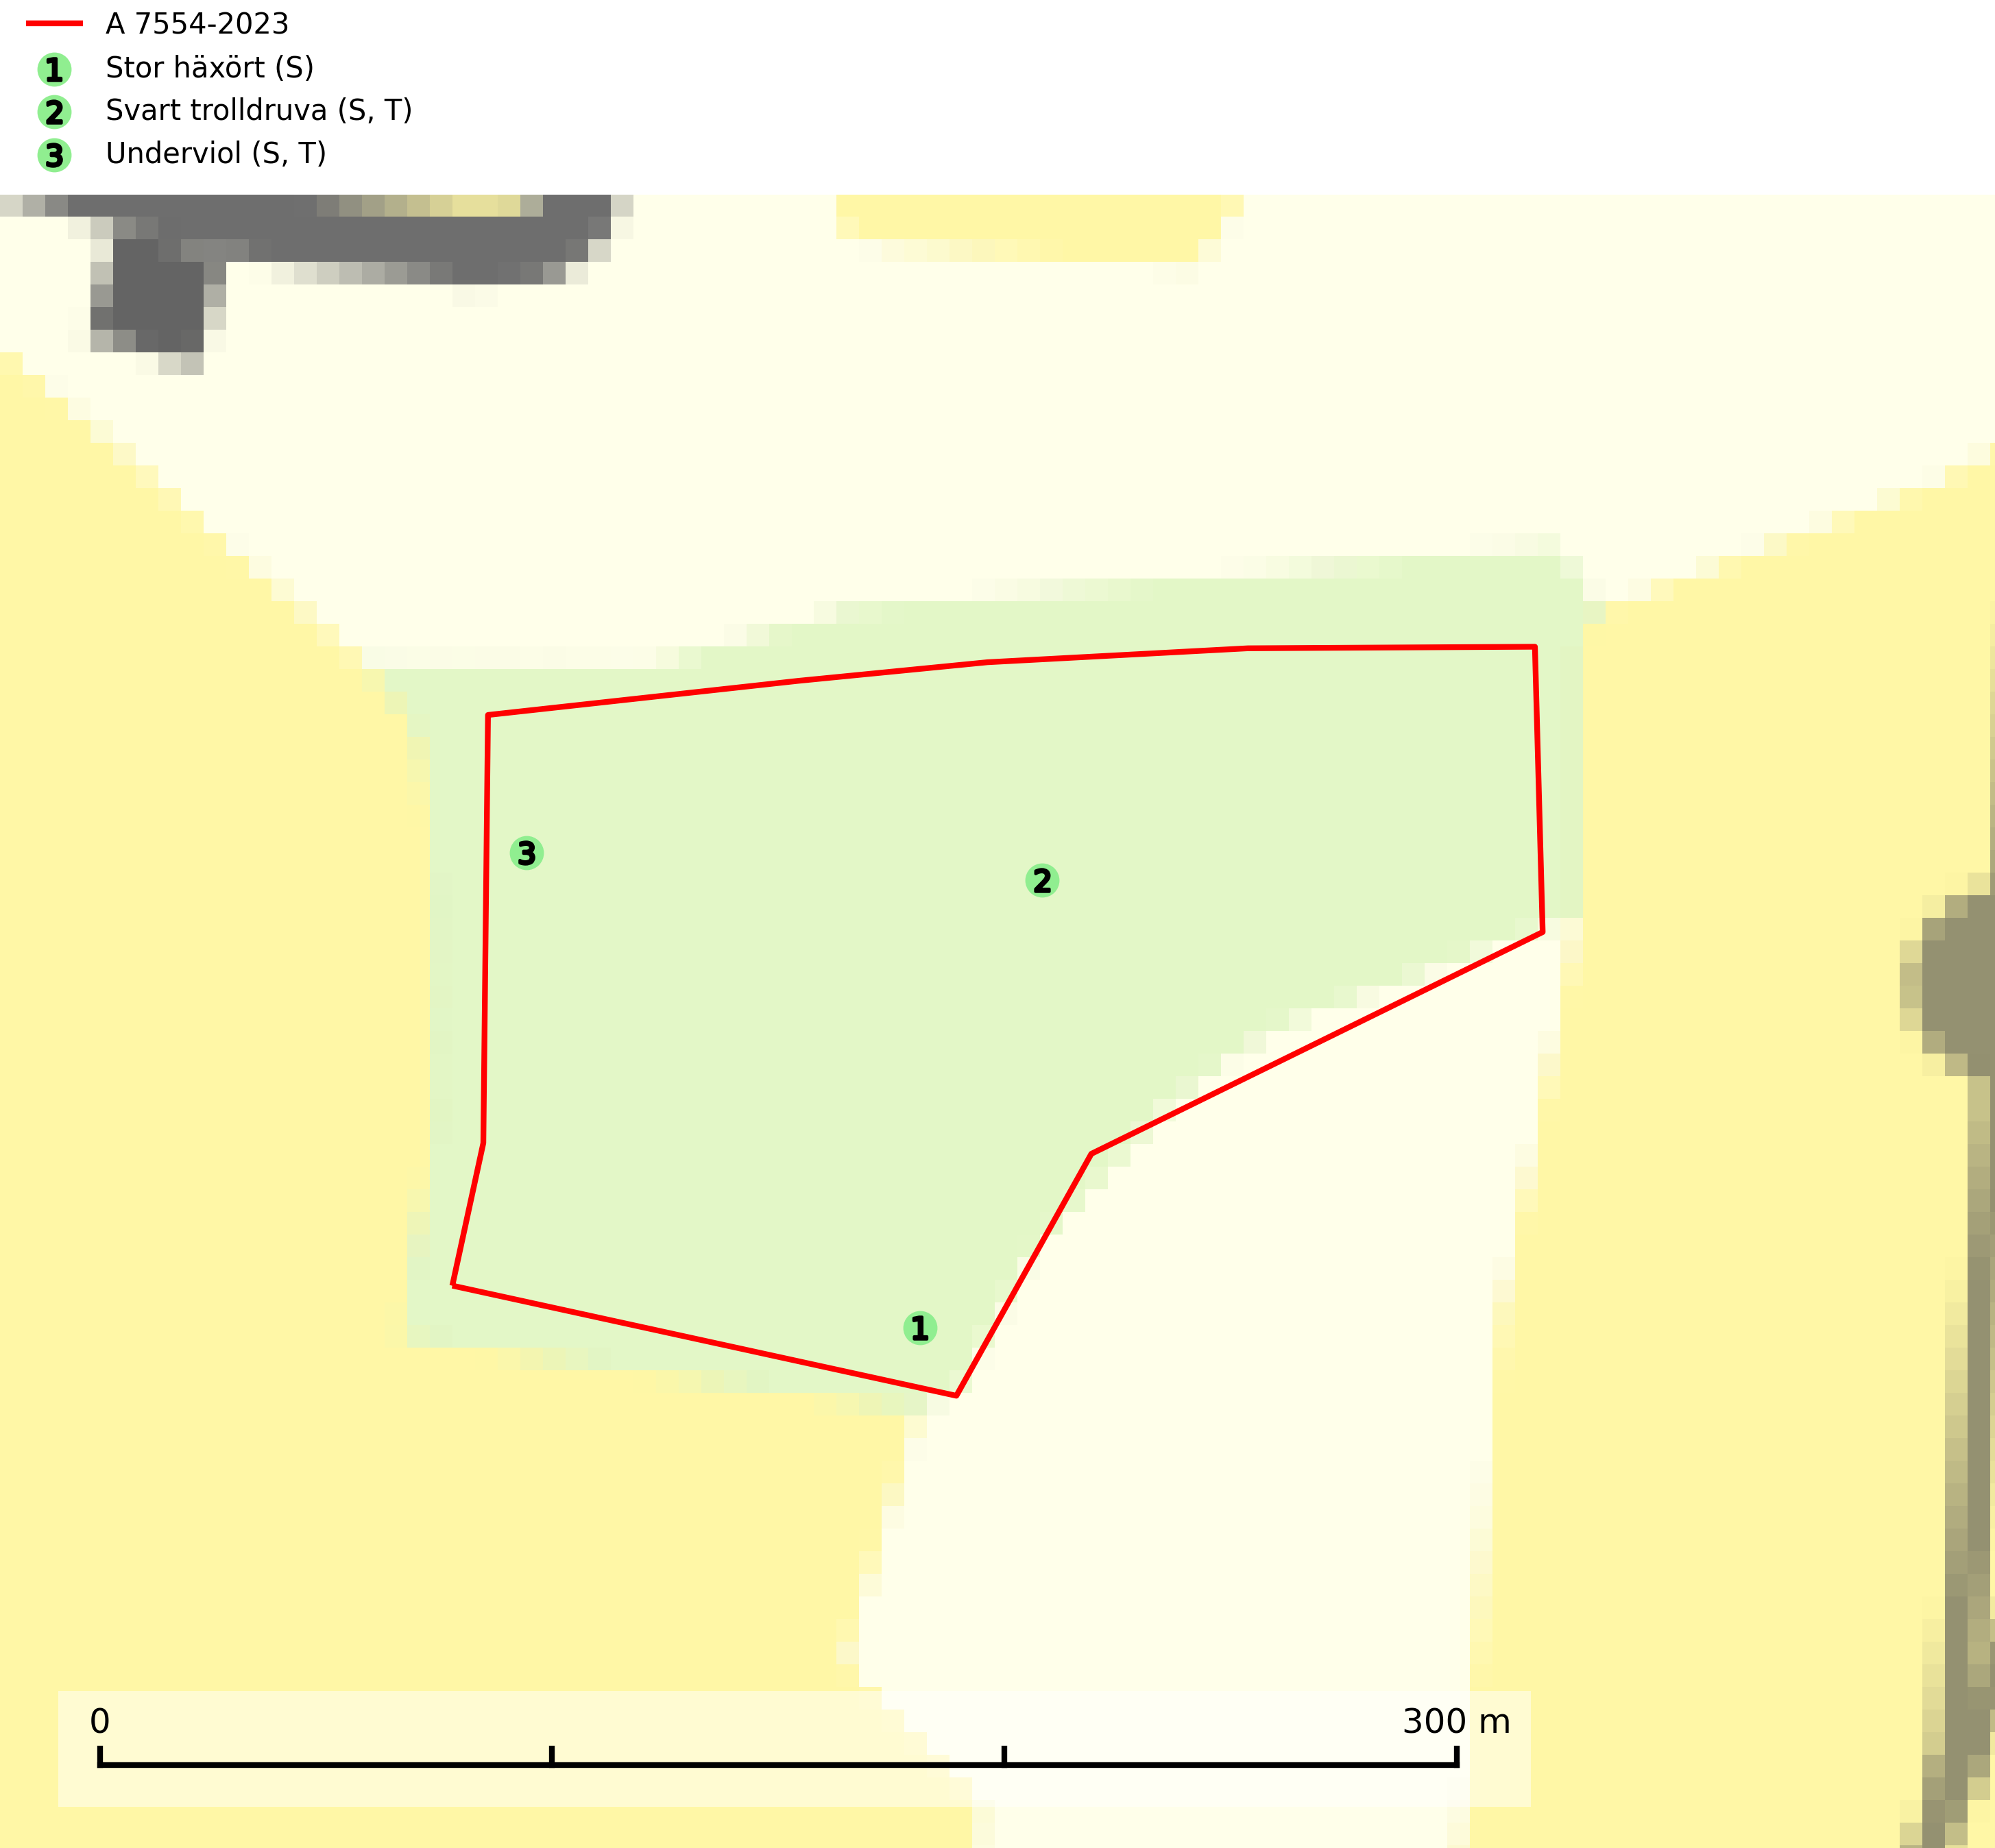 A 7554-2023
1 Stor häxört (S)
2 Svart trolldruva (S, T)
3 Underviol (S, T)
3
2
1
0 300 m